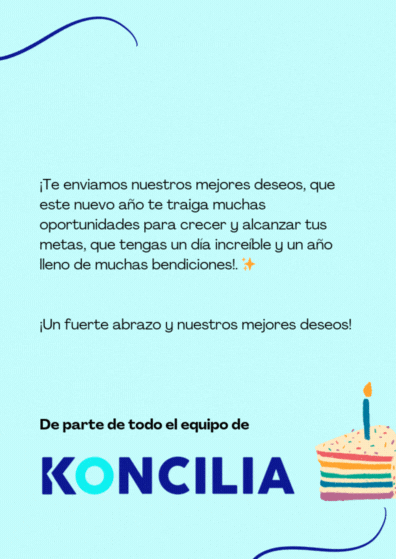 ¡Te enviamos nuestros mejores deseos, que
este nuevo año te traiga muchas
oportunidades para crecer y alcanzar tus
metas, que tengas un día increíble y un año
lleno de muchas bendiciones!. ✨
¡Un fuerte abrazo y nuestros mejores deseos!
De parte de todo el equipo de
KONCILIA